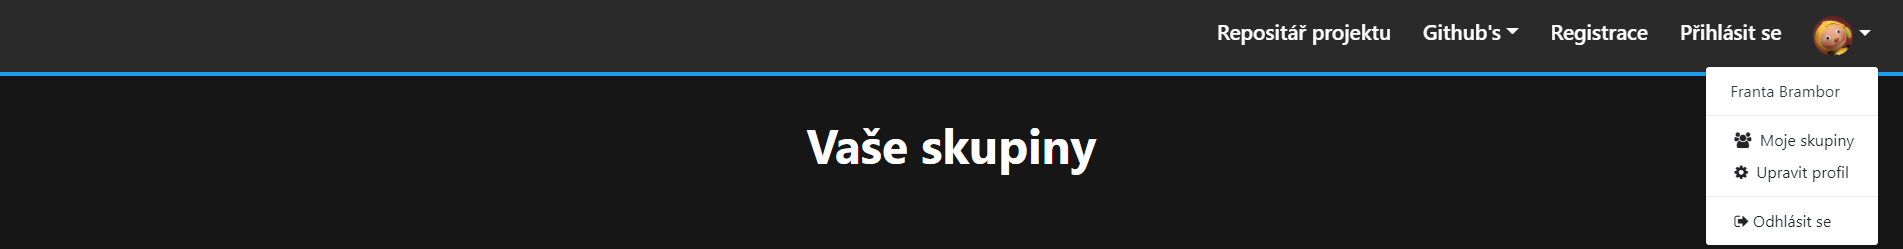 Repositář projektu Github's Registrace Přihlásit se
Franta Brambor
Vaše skupiny
Moje skupiny
Upravit profil
Odhlásit se